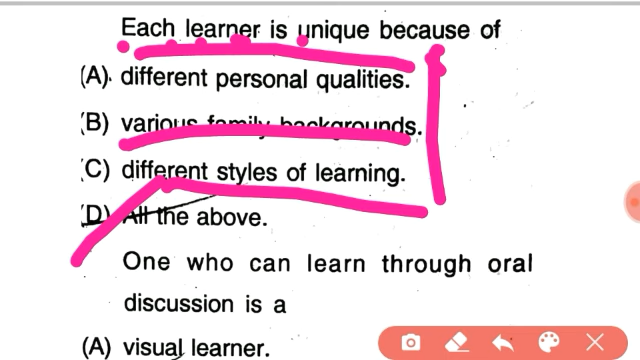 Each learner is unique because of
(A). different personal qualities.
(B) various family backgrounds.
(C) different styles of learning.
(D) All the above.
One who can learn through oral
discussion is a
(A) visual learner.